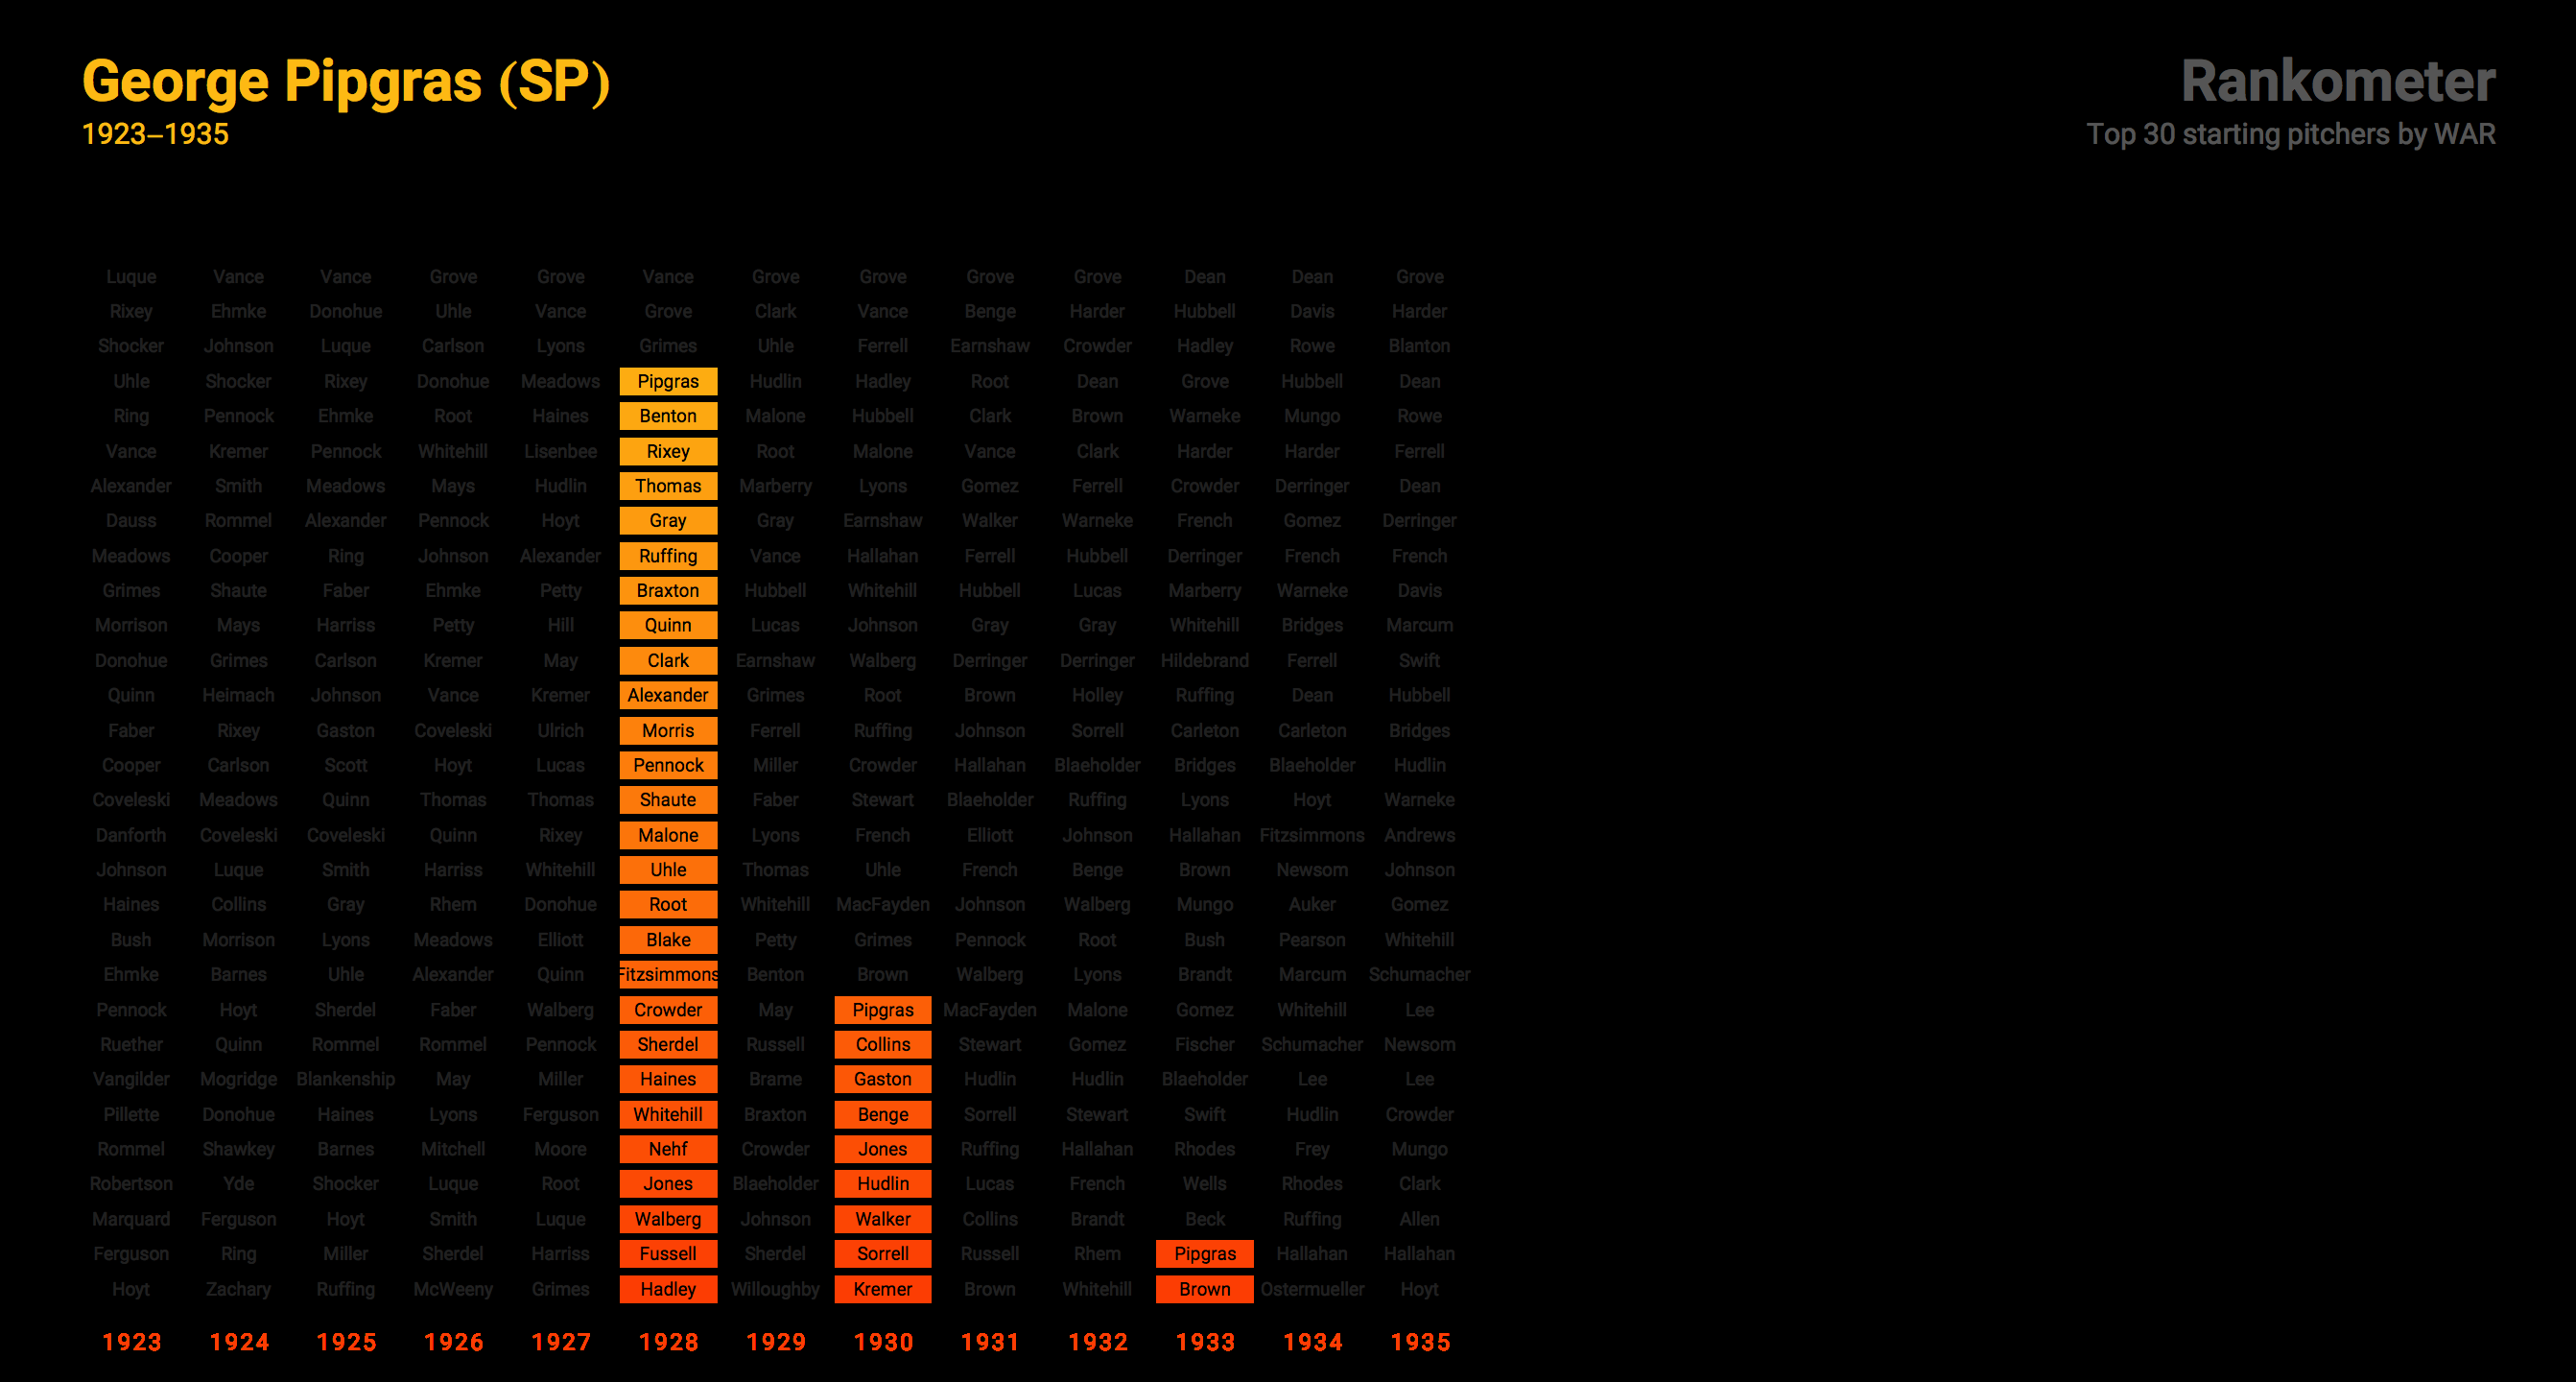 George Pipgras (SP)
1923–1935
Rankometer
Top 30 starting pitchers by WAR
Luque Vance Vance Grove Grove Vance Grove Grove Grove Grove Dean Dean Grove
Rixey Ehmke Donohue Uhle Vance Grove Clark Vance Benge Harder Hubbell Davis Harder
Shocker Johnson Luque Carlson Lyons Grimes Uhle Ferrell Earnshaw Crowder Hadley Rowe Blanton
Uhle Shocker Rixey Donohue Meadows Pipgras Hudlin Hadley Root Dean Grove Hubbell Dean
Ring Pennock Ehmke Root Haines Benton Malone Hubbell Clark Brown Warneke Mungo Rowe
Vance Kremer Pennock Whitehill Lisenbee Rixey Root Malone Vance Clark Harder Harder Ferrell
Alexander Smith Meadows Mays Hudlin Thomas Marberry Lyons Gomez Ferrell Crowder Derringer Dean
Dauss Rommel Alexander Pennock Hoyt Gray Gray Earnshaw Walker Warneke French Gomez Derringer
Meadows Cooper Ring Johnson Alexander Ruffing Vance Hallahan Ferrell Hubbell Derringer French French
Grimes Shaute Faber Ehmke Petty Braxton Hubbell Whitehill Hubbell Lucas Marberry Warneke Davis
Morrison Mays Harriss Petty Hill Quinn Lucas Johnson Gray Gray Whitehill Bridges Marcum
Donohue Grimes Carlson Kremer May Clark Earnshaw Walberg Derringer Derringer Hildebrand Ferrell Swift
Quinn Heimach Johnson Vance Kremer Alexander Grimes Root Brown Holley Ruffing Dean Hubbell
Faber Rixey Gaston Coveleski Ulrich Morris Ferrell Ruffing Johnson Sorrell Carleton Carleton Bridges
Cooper Carlson Scott Hoyt Lucas Pennock Miller Crowder Hallahan Blaeholder Bridges Blaeholder Hudlin
Coveleski Meadows Quinn Thomas Thomas Shaute Faber Stewart Blaeholder Ruffing Lyons Hoyt Warneke
Danforth Coveleski Coveleski Quinn Rixey Malone Lyons French Elliott Johnson Hallahan Fitzsimmons Andrews
Johnson Luque Smith Harriss Whitehill Uhle Thomas Uhle French Benge Brown Newsom Johnson
Haines Collins Gray Rhem Donohue Root Whitehill MacFayden Johnson Walberg Mungo Auker Gomez
Bush Morrison Lyons Meadows Elliott Blake Petty Grimes Pennock Root Bush Pearson Whitehill
Ehmke Barnes Uhle Alexander Quinn Fitzsimmons Benton Brown Walberg Lyons Brandt Marcum Schumacher
Pennock Hoyt Sherdel Faber Walberg Crowder May Pipgras MacFayden Malone Gomez Whitehill Lee
Ruether Quinn Rommel Rommel Pennock Sherdel Russell Collins Stewart Gomez Fischer Schumacher Newsom
Vangilder Mogridge Blankenship May Miller Haines Brame Gaston Hudlin Hudlin Blaeholder Lee Lee
Pillette Donohue Haines Lyons Ferguson Whitehill Braxton Benge Sorrell Stewart Swift Hudlin Crowder
Rommel Shawkey Barnes Mitchell Moore Nehf Crowder Jones Ruffing Hallahan Rhodes Frey Mungo
Robertson Yde Shocker Luque Root Jones Blaeholder Hudlin Lucas French Wells Rhodes Clark
Marquard Ferguson Hoyt Smith Luque Walberg Johnson Walker Collins Brandt Beck Ruffing Allen
Ferguson Ring Miller Sherdel Harriss Fussell Sherdel Sorrell Russell Rhem Pipgras Hallahan Hallahan
Hoyt Zachary Ruffing McWeeny Grimes Hadley Willoughby Kremer Brown Whitehill Brown Ostermueller Hoyt
1923 1924 1925 1926 1927 1928 1929 1930 1931 1932 1933 1934 1935